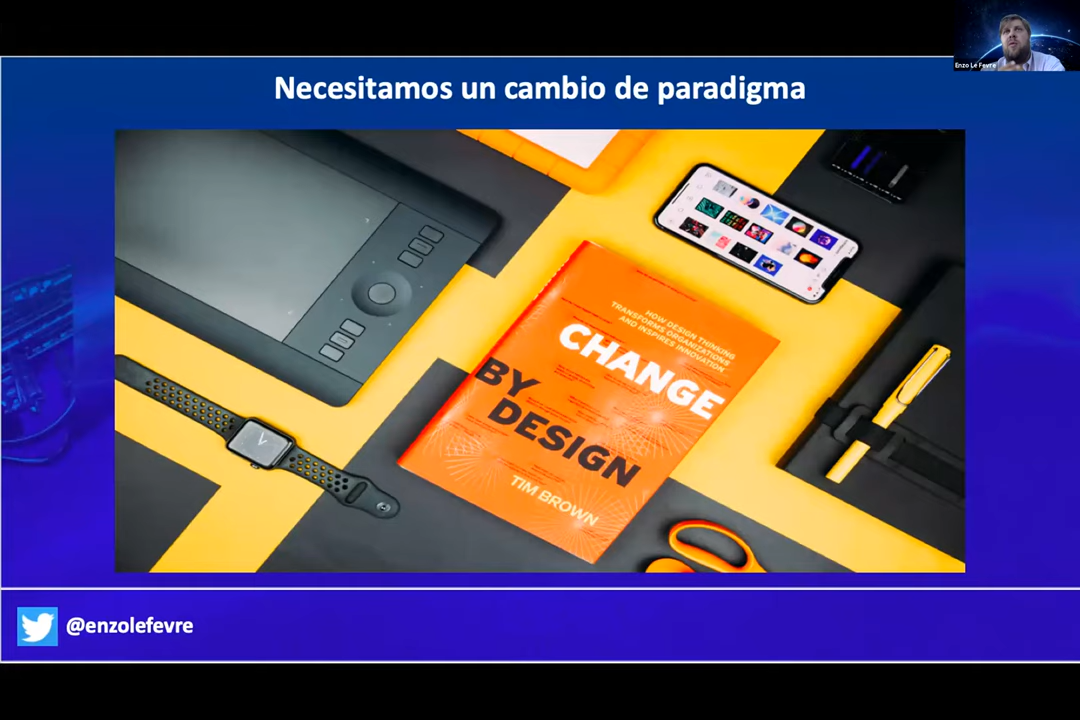 Enzo Le Fevre
Necesitamos un cambio de paradigma
HOW DESIGN THINKING
TRANSFORMS ORGANIZATIONS
AND INSPIRES INNOVATION
CHANGE
BY
DESIGN
TIM BROWN
@enzolefevre